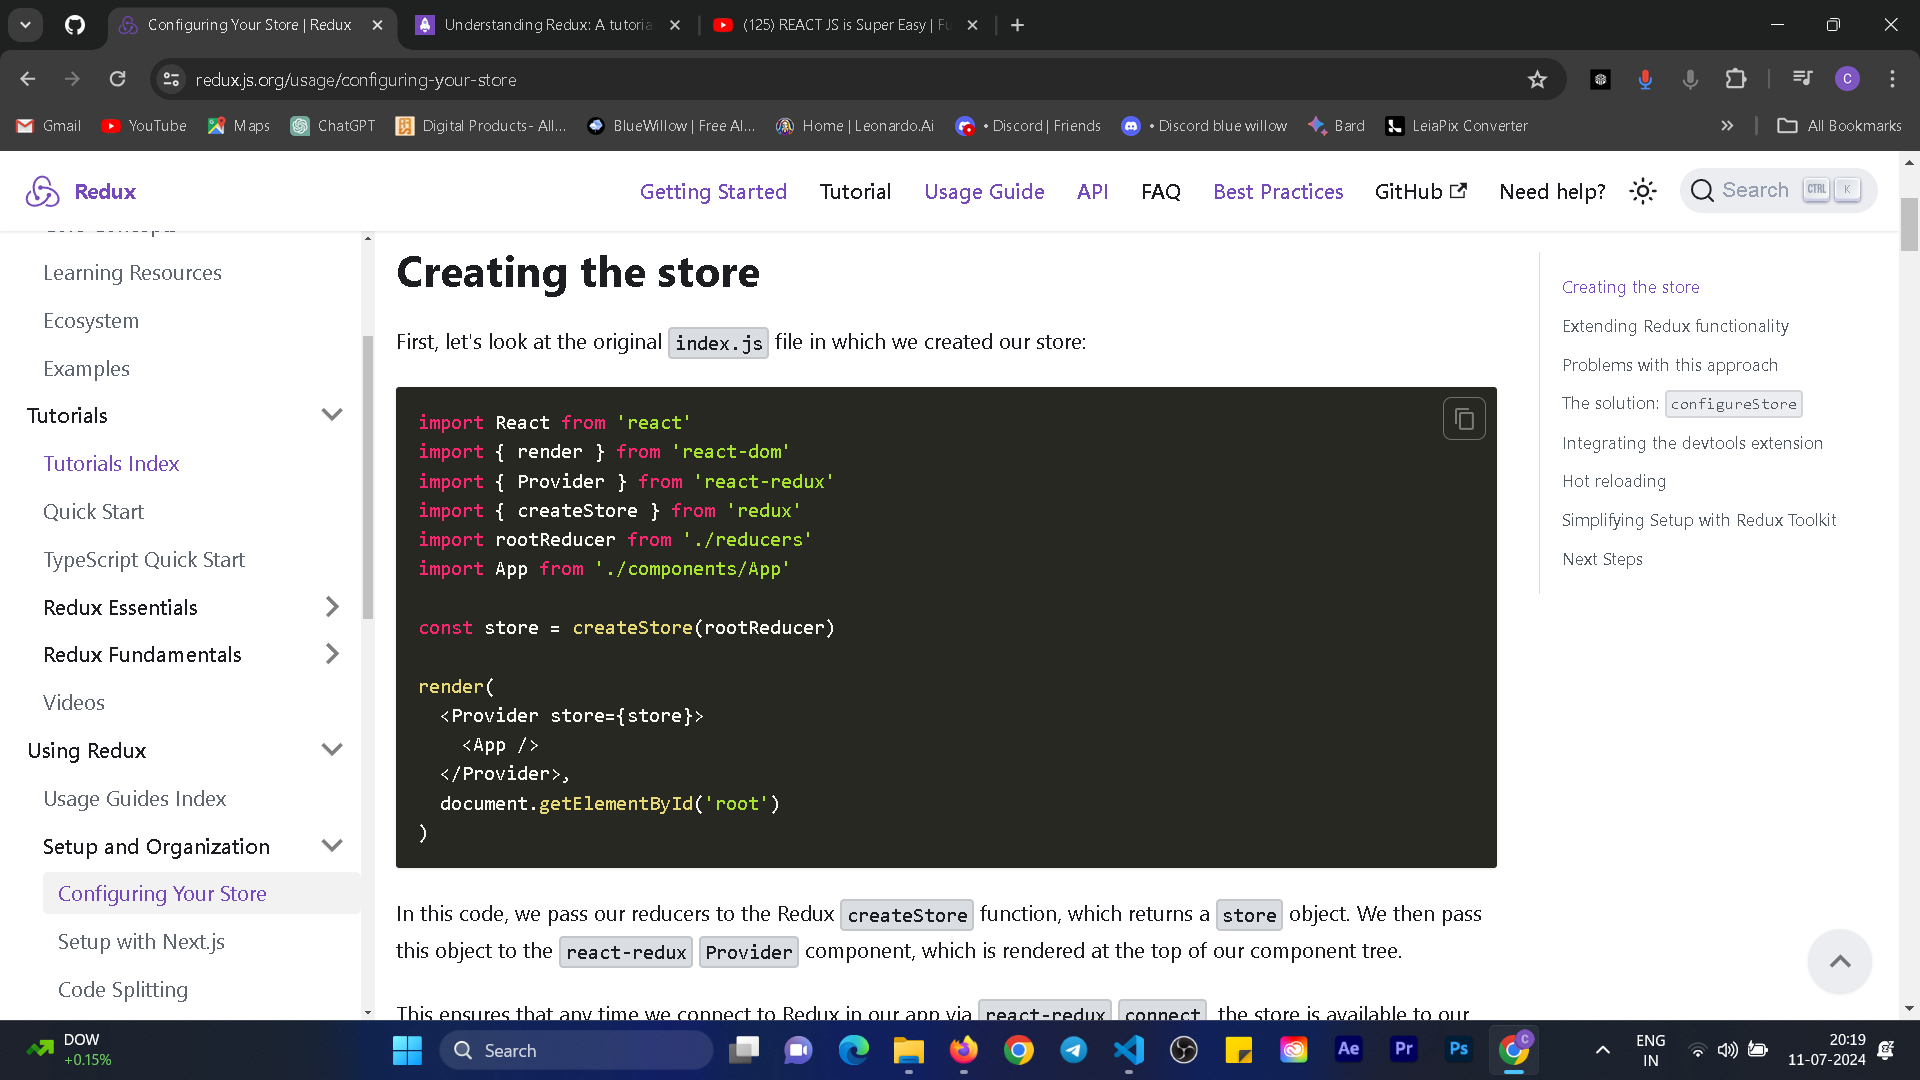 Configuring Your Store | Redux
Understanding Redux: A tutoria
(125) REACT JS is Super Easy | Fu
redux.js.org/usage/configuring-your-store
C
Gmail
YouTube
Maps
ChatGPT
Digital Products- All...
BlueWillow | Free AI...
Home | Leonardo.Ai
• Discord | Friends
• Discord blue willow
Bard
LeiaPix Converter
All Bookmarks
Redux
Getting Started
Tutorial
Usage Guide
API
FAQ
Best Practices
GitHub
Need help?
Search
CTRL
K
Learning Resources
Ecosystem
Examples
Tutorials
Tutorials Index
Quick Start
TypeScript Quick Start
Redux Essentials
Redux Fundamentals
Videos
Using Redux
Usage Guides Index
Setup and Organization
Configuring Your Store
Setup with Next.js
Code Splitting
Creating the store
First, let's look at the original index.js file in which we created our store:
import React from 'react'
import { render } from 'react-dom'
import { Provider } from 'react-redux'
import { createStore } from 'redux'
import rootReducer from './reducers'
import App from './components/App'
const store = createStore(rootReducer)
render(
<Provider store={store}>
<App />
</Provider>,
document.getElementById('root')
)
In this code, we pass our reducers to the Redux createStore function, which returns a store object. We then pass
this object to the react-redux Provider component, which is rendered at the top of our component tree.
This ensures that any time we connect to Redux in our app via react-redux connect, the store is available to our
Creating the store
Extending Redux functionality
Problems with this approach
The solution: configureStore
Integrating the devtools extension
Hot reloading
Simplifying Setup with Redux Toolkit
Next Steps
DOW
+0.15%
Search
Ae
Pr
Ps
C
ENG
IN
20:19
11-07-2024